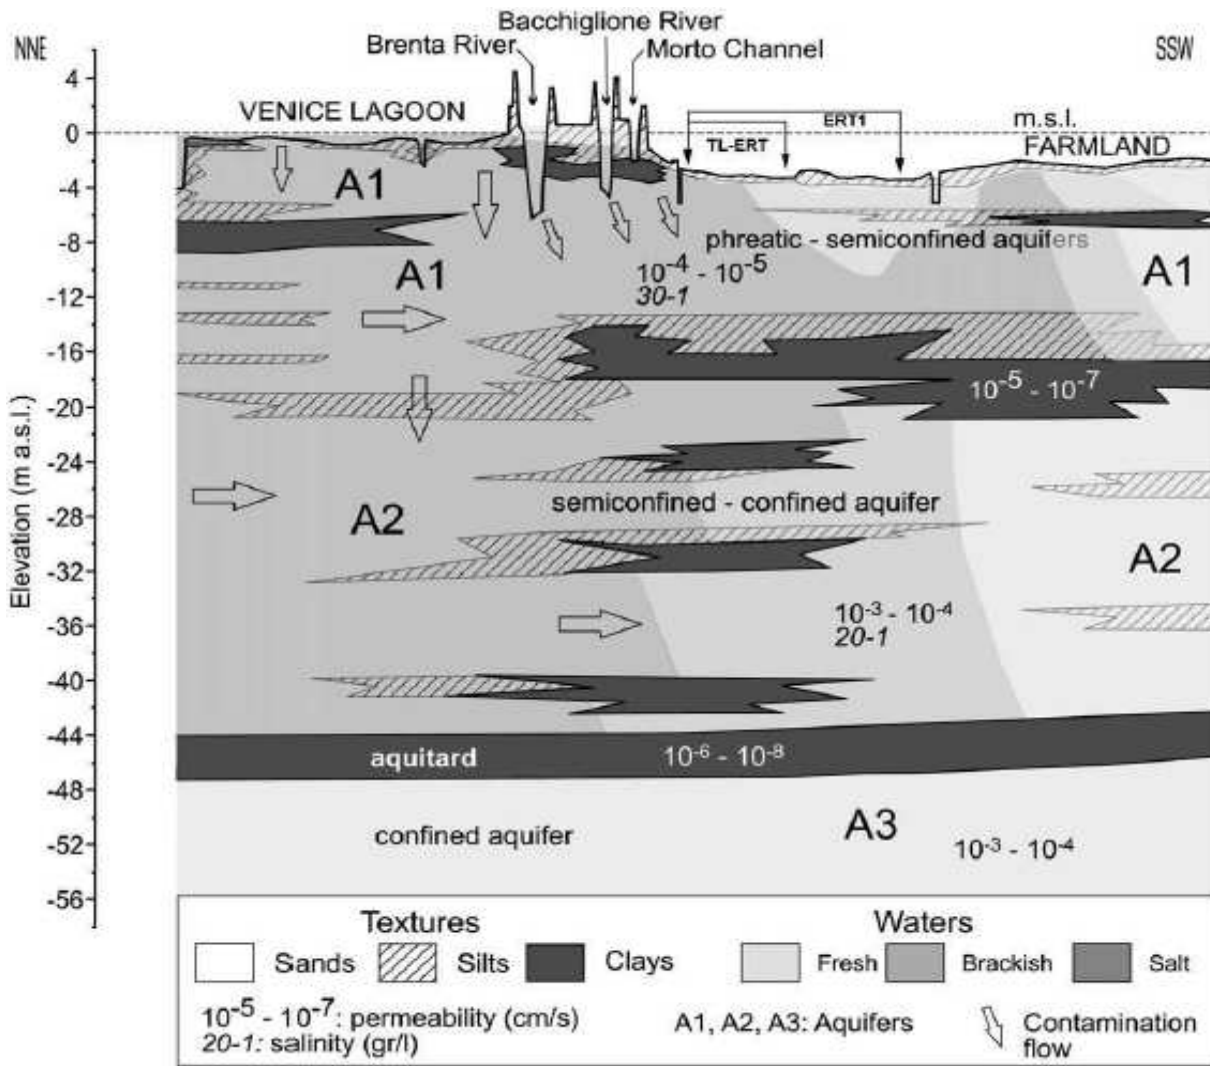 Bacchiglione River
NNE
Brenta River
Morto Channel
SSW
4
VENICE LAGOON
ERT1
m.s.l.
0
TL-ERT
FARMLAND
A1
-4
phreatic - semiconfined aquifers
-8
A1
10-4 - 10-5
A1
30-1
-12
-16
10-5 - 10-7
-20
Elevation (m a.s.l.)
-24
semiconfined - confined aquifer
A2
-28
A2
-32
10-3 - 10-4
20-1
-36
-40
-44
aquitard
10-6 - 10-8
-48
A3
confined aquifer
10-3 - 10-4
-52
-56
Textures
Waters
Sands
Silts
Clays
Fresh
Brackish
Salt
10-5 - 10-7: permeability (cm/s)
A1, A2, A3: Aquifers
Contamination
flow
20-1: salinity (gr/l)